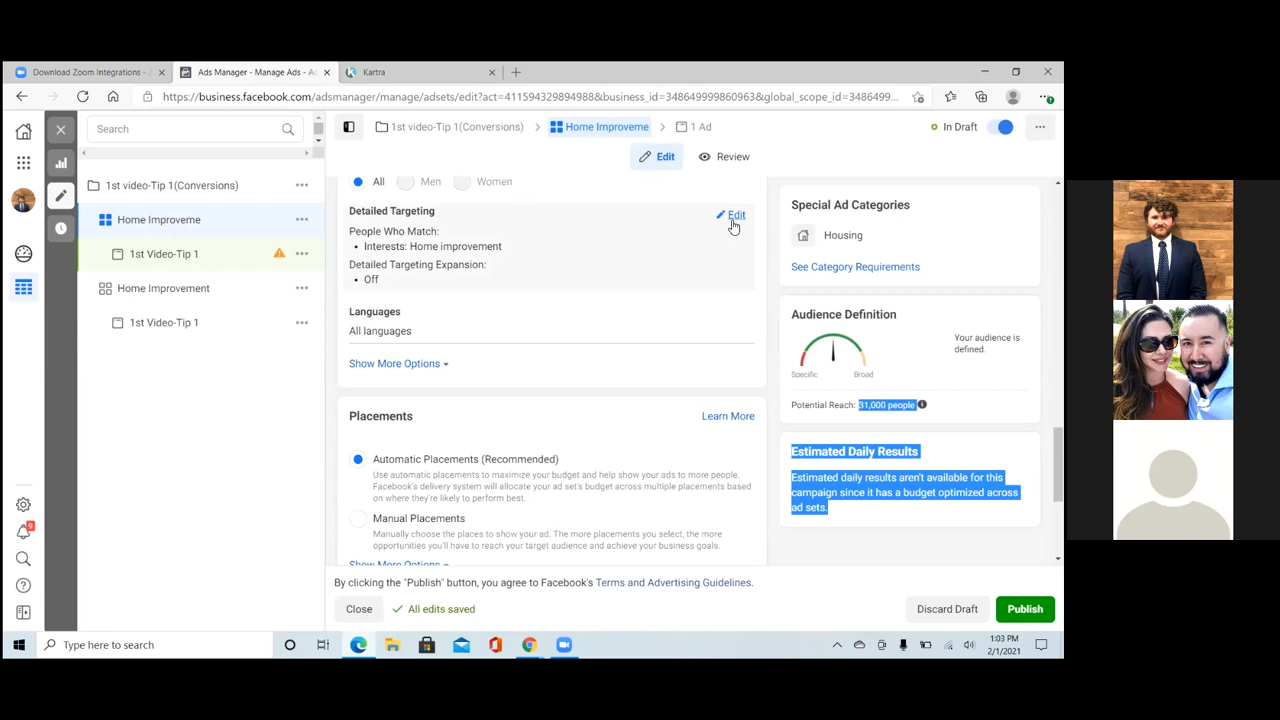 Download Zoom Integrations - Z
Ads Manager - Manage Ads - Ad
Kartra
https://business.facebook.com/adsmanager/manage/adsets/edit?act=411594329894988&business_id=348649999860963&global_scope_id=3486499...
Search
1st video-Tip 1(Conversions)
Home Improveme
1 Ad
In Draft
Edit
Review
1st video-Tip 1(Conversions)
Home Improveme
1st Video-Tip 1
Home Improvement
1st Video-Tip 1
All
Men
Women
Detailed Targeting
Edit
People Who Match:
Interests: Home improvement
Detailed Targeting Expansion:
Off
Languages
All languages
Show More Options
Placements
Learn More
Automatic Placements (Recommended)
Use automatic placements to maximize your budget and help show your ads to more people.
Facebook's delivery system will allocate your ad set's budget across multiple placements based
on where they're likely to perform best.
Manual Placements
Manually choose the places to show your ad. The more placements you select, the more
opportunities you'll have to reach your target audience and achieve your business goals.
Show More Options
Special Ad Categories
Housing
See Category Requirements
Audience Definition
Your audience is
defined.
Specific
Broad
Potential Reach: 31,000 people
Estimated Daily Results
Estimated daily results aren't available for this
campaign since it has a budget optimized across
ad sets.
By clicking the "Publish" button, you agree to Facebook's Terms and Advertising Guidelines.
Close
All edits saved
Discard Draft
Publish
9
Type here to search
1:03 PM
2/1/2021